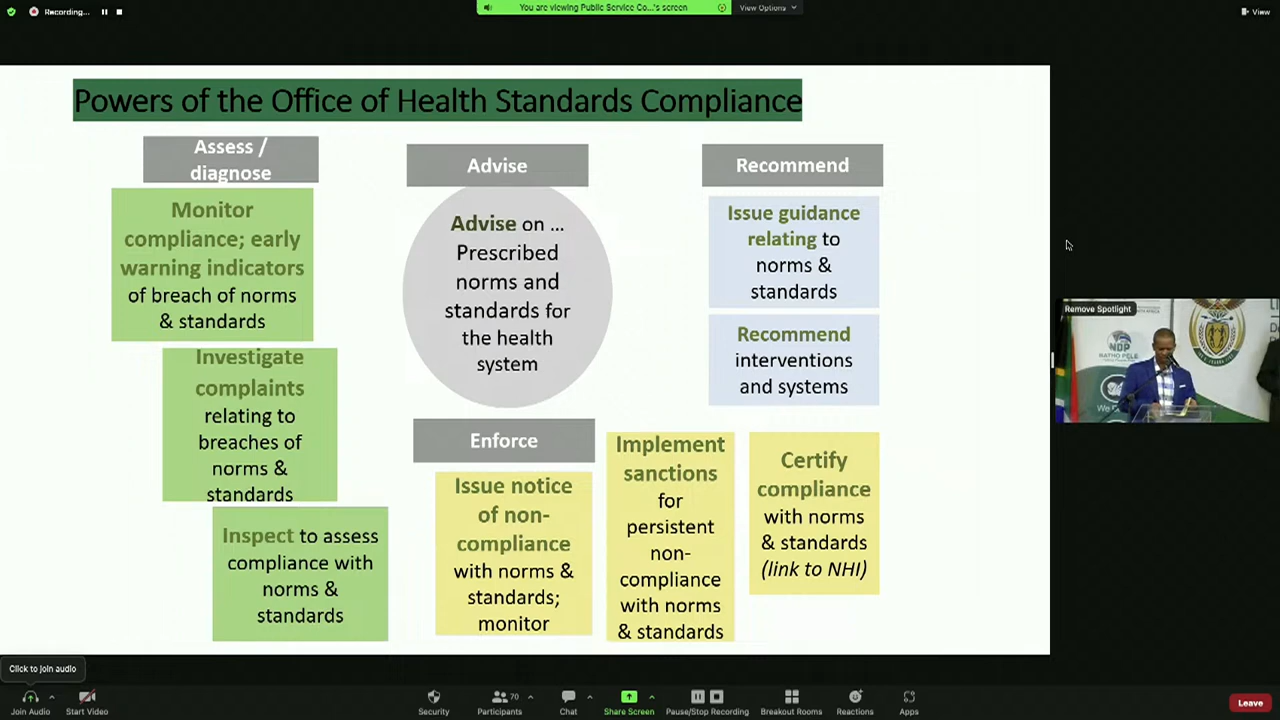 Recording...
You are viewing Public Service Co...'s screen
View Options
View
Powers of the Office of Health Standards Compliance
Assess /
diagnose
Monitor
compliance; early
warning indicators
of breach of norms
& standards
Investigate
complaints
relating to
breaches of
norms &
standards
Inspect to assess
compliance with
norms &
standards
Advise
Advise on ...
Prescribed
norms and
standards for
the health
system
Recommend
Issue guidance
relating to
norms &
standards
Recommend
interventions
and systems
Enforce
Issue notice
of non-
compliance
with norms &
standards;
monitor
Implement
sanctions
for
persistent
non-
compliance
with norms
& standards
Certify
compliance
with norms
& standards
(link to NHI)
Remove Spotlight
NDP
BATHO PELE
Click to join audio
Join Audio
Start Video
Security
Participants
70
Chat
Share Screen
Pause/Stop Recording
Breakout Rooms
Reactions
Apps
Leave